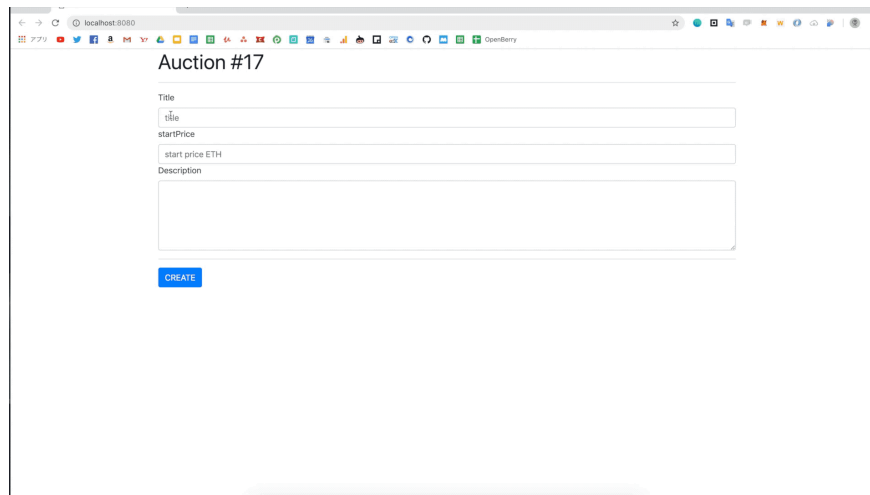 localhost:8080
アプリ
OpenBerry
Auction #17
Title
title
startPrice
start price ETH
Description
CREATE